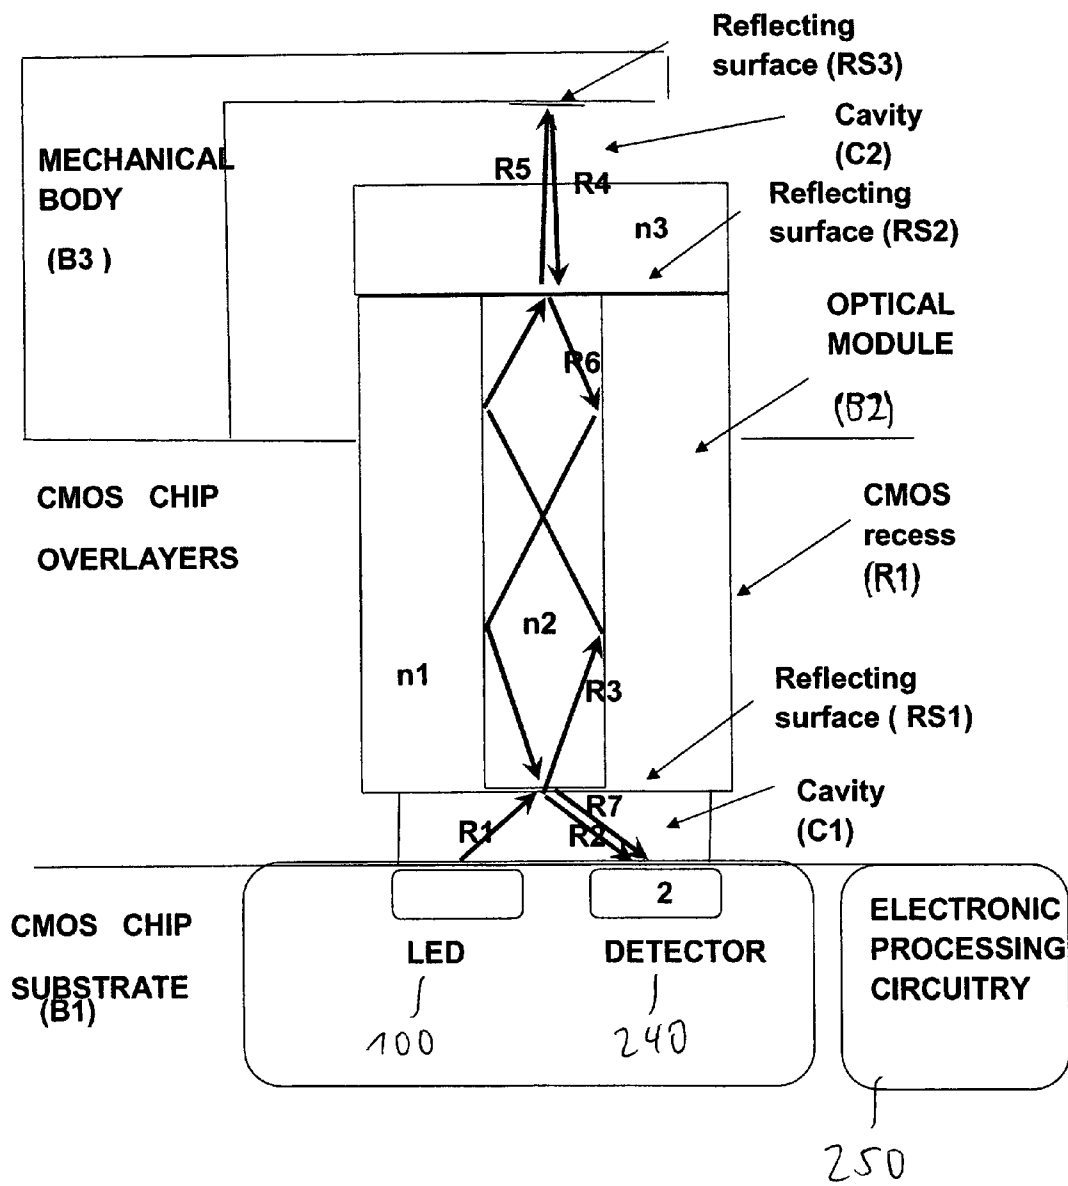 Reflecting
surface (RS3)
Cavity
(C2)
MECHANICAL
BODY
(B3 )
R5
R4
Reflecting
surface (RS2)
n3
OPTICAL
MODULE
(B2)
R6
CMOS CHIP
OVERLAYERS
CMOS
recess
(R1)
n2
n1
R3
Reflecting
surface ( RS1)
Cavity
(C1)
R7
R1
R2
2
CMOS CHIP
SUBSTRATE
(B1)
LED
DETECTOR
ELECTRONIC
PROCESSING
CIRCUITRY
100
240
250